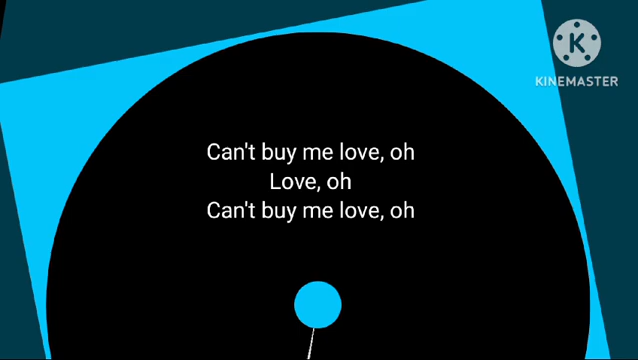 K
KINEMASTER
Can't buy me love, oh
Love, oh
Can't buy me love, oh